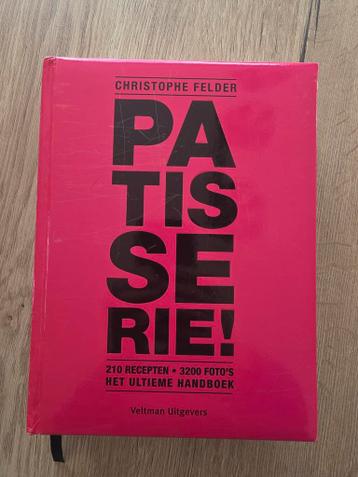 CHRISTOPHE FELDER
PA
TIS
SE
RIE!
210 RECEPTEN • 3200 FOTO'S
HET ULTIEME HANDBOEK
Veltman Uitgevers